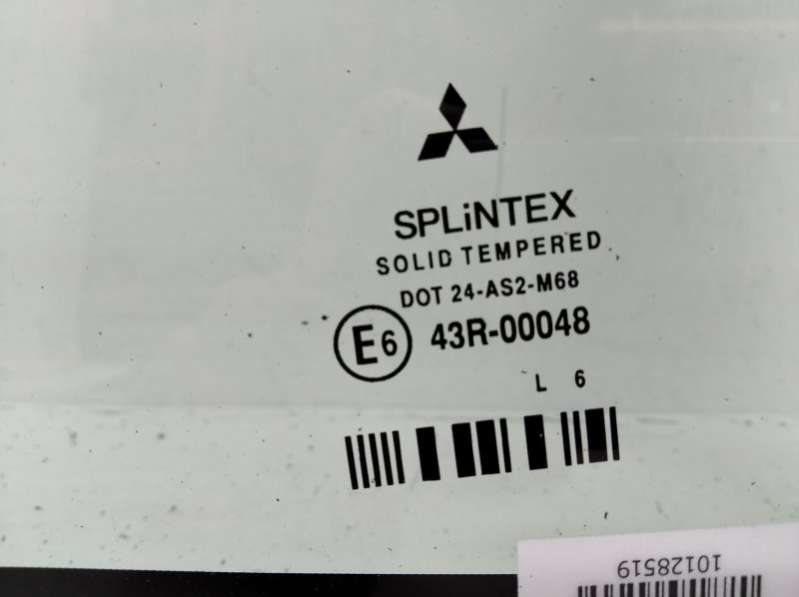 SPLiNTEX
SOLID TEMPERED
DOT 24-AS2-M68
E6 43R-00048
L 6
10128519